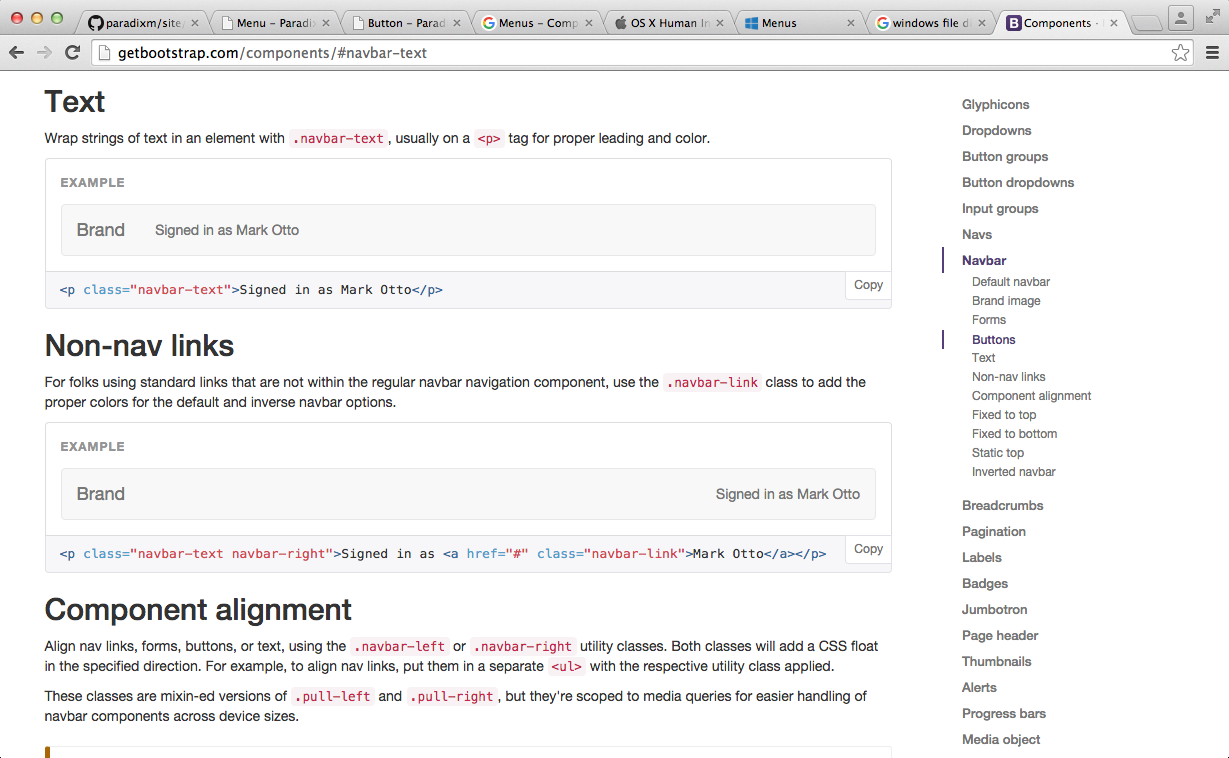 paradixm/site
Menu – Paradi
Button – Parad
Menus – Comp
OS X Human In
Menus
windows file d
Components ·
getbootstrap.com/components/#navbar-text
Text
Wrap strings of text in an element with .navbar-text , usually on a <p> tag for proper leading and color.
EXAMPLE
Brand Signed in as Mark Otto
<p class="navbar-text">Signed in as Mark Otto</p>
Copy
Non-nav links
For folks using standard links that are not within the regular navbar navigation component, use the .navbar-link class to add the
proper colors for the default and inverse navbar options.
EXAMPLE
Brand Signed in as Mark Otto
<p class="navbar-text navbar-right">Signed in as <a href="#" class="navbar-link">Mark Otto</a></p>
Copy
Component alignment
Align nav links, forms, buttons, or text, using the .navbar-left or .navbar-right utility classes. Both classes will add a CSS float
in the specified direction. For example, to align nav links, put them in a separate <ul> with the respective utility class applied.
These classes are mixin-ed versions of .pull-left and .pull-right , but they're scoped to media queries for easier handling of
navbar components across device sizes.
Glyphicons
Dropdowns
Button groups
Button dropdowns
Input groups
Navs
Navbar
Default navbar
Brand image
Forms
Buttons
Text
Non-nav links
Component alignment
Fixed to top
Fixed to bottom
Static top
Inverted navbar
Breadcrumbs
Pagination
Labels
Badges
Jumbotron
Page header
Thumbnails
Alerts
Progress bars
Media object